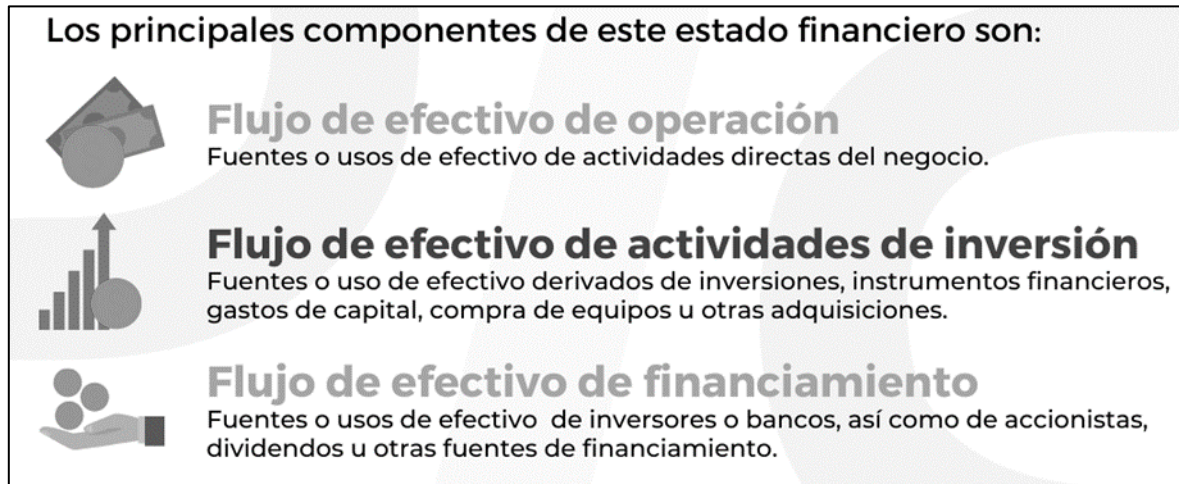 Los principales componentes de este estado financiero son:
Flujo de efectivo de operación
Fuentes o usos de efectivo de actividades directas del negocio.
Flujo de efectivo de actividades de inversión
Fuentes o uso de efectivo derivados de inversiones, instrumentos financieros,
gastos de capital, compra de equipos u otras adquisiciones.
Flujo de efectivo de financiamiento
Fuentes o usos de efectivo de inversores o bancos, así como de accionistas,
dividendos u otras fuentes de financiamiento.